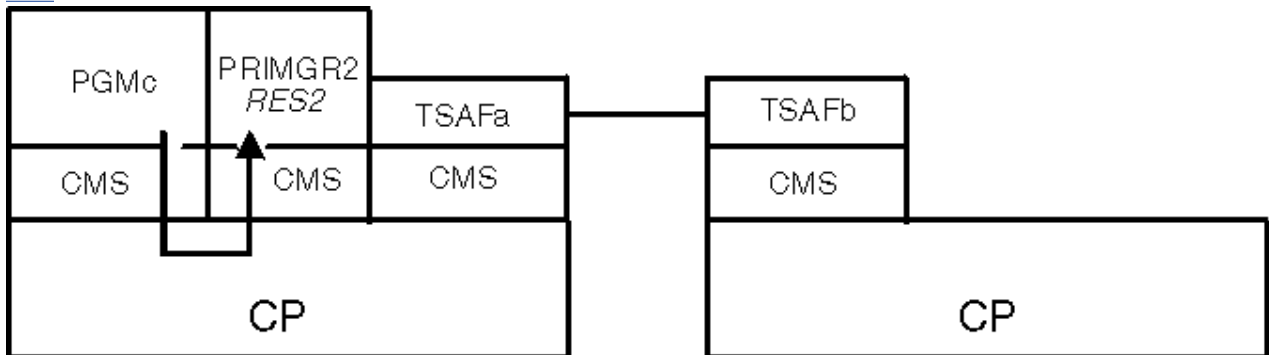 PGMc
PRIMGR2
RES2
TSAFa
TSAFb
CMS
CMS
CMS
CMS
CP
CP